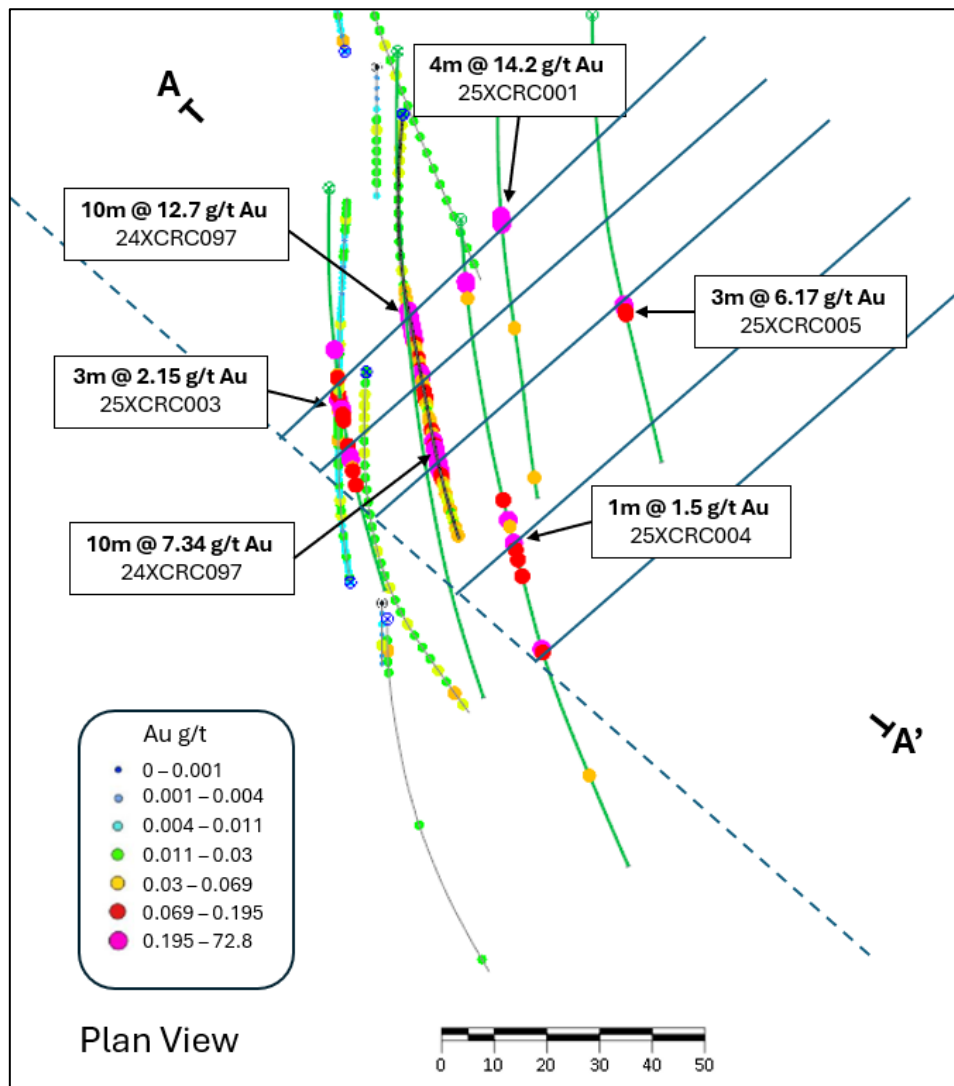 4m @ 14.2 g/t Au
25XCRC001
A
10m @ 12.7 g/t Au
24XCRC097
3m @ 6.17 g/t Au
25XCRC005
3m @ 2.15 g/t Au
25XCRC003
1m @ 1.5 g/t Au
25XCRC004
10m @ 7.34 g/t Au
24XCRC097
A'
Au g/t
0 – 0.001
0.001 – 0.004
0.004 – 0.011
0.011 – 0.03
0.03 – 0.069
0.069 – 0.195
0.195 – 72.8
Plan View
0 10 20 30 40 50